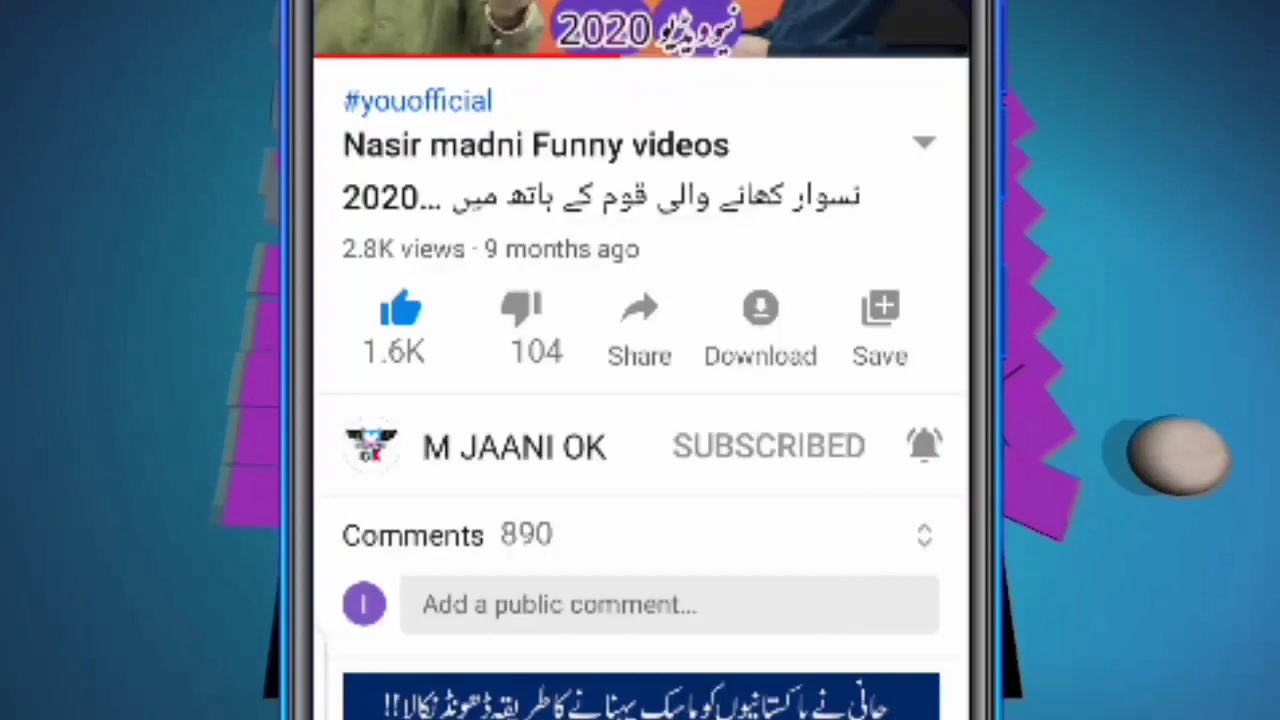 نیو ویڈیو 2020
#youofficial
Nasir madni Funny videos
2020... نسوار کھانے والی قوم کے ہاتھ میں
2.8K views · 9 months ago
1.6K 104 Share Download Save
M JAANI OK SUBSCRIBED
Comments 890
I Add a public comment...
حانی نے پاکستانیوں کو ماسک پہنانے کا طریقہ ڈھونڈ نکالا!!